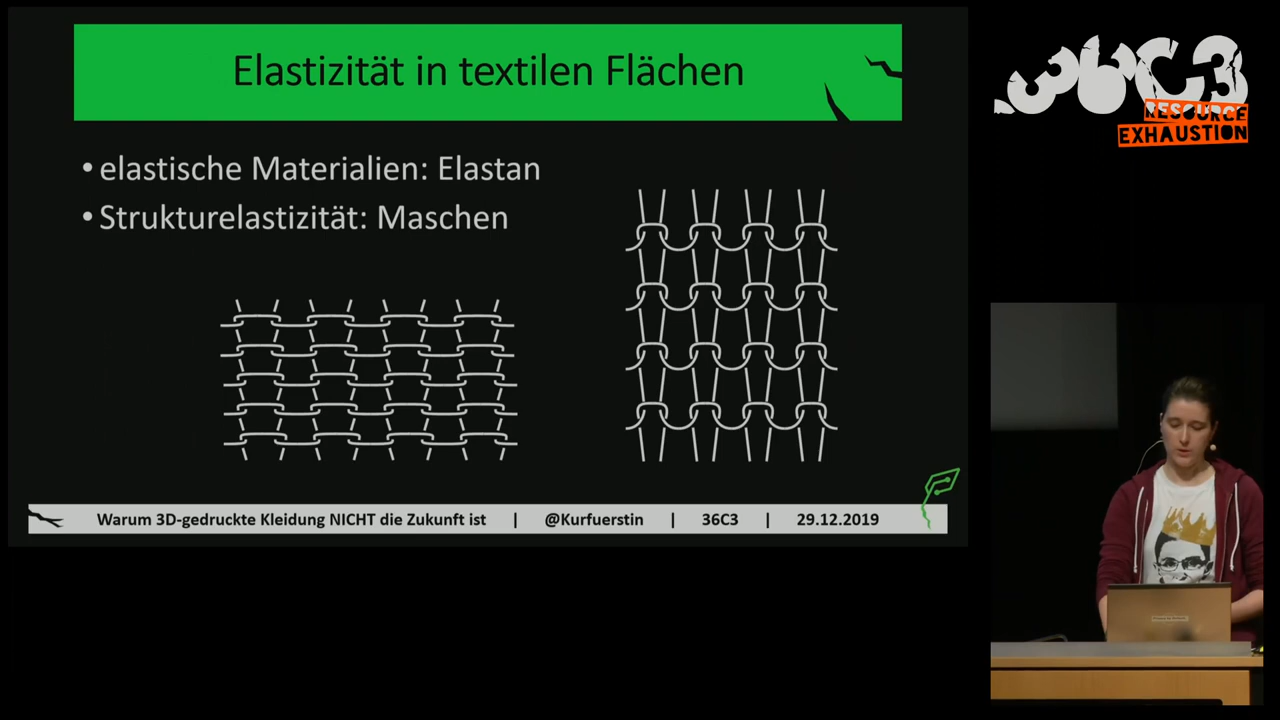 Elastizität in textilen Flächen
• elastische Materialien: Elastan
• Strukturelastizität: Maschen
Warum 3D-gedruckte Kleidung NICHT die Zukunft ist | @Kurfuerstin | 36C3 | 29.12.2019
36C3
RESOURCE
EXHAUSTION